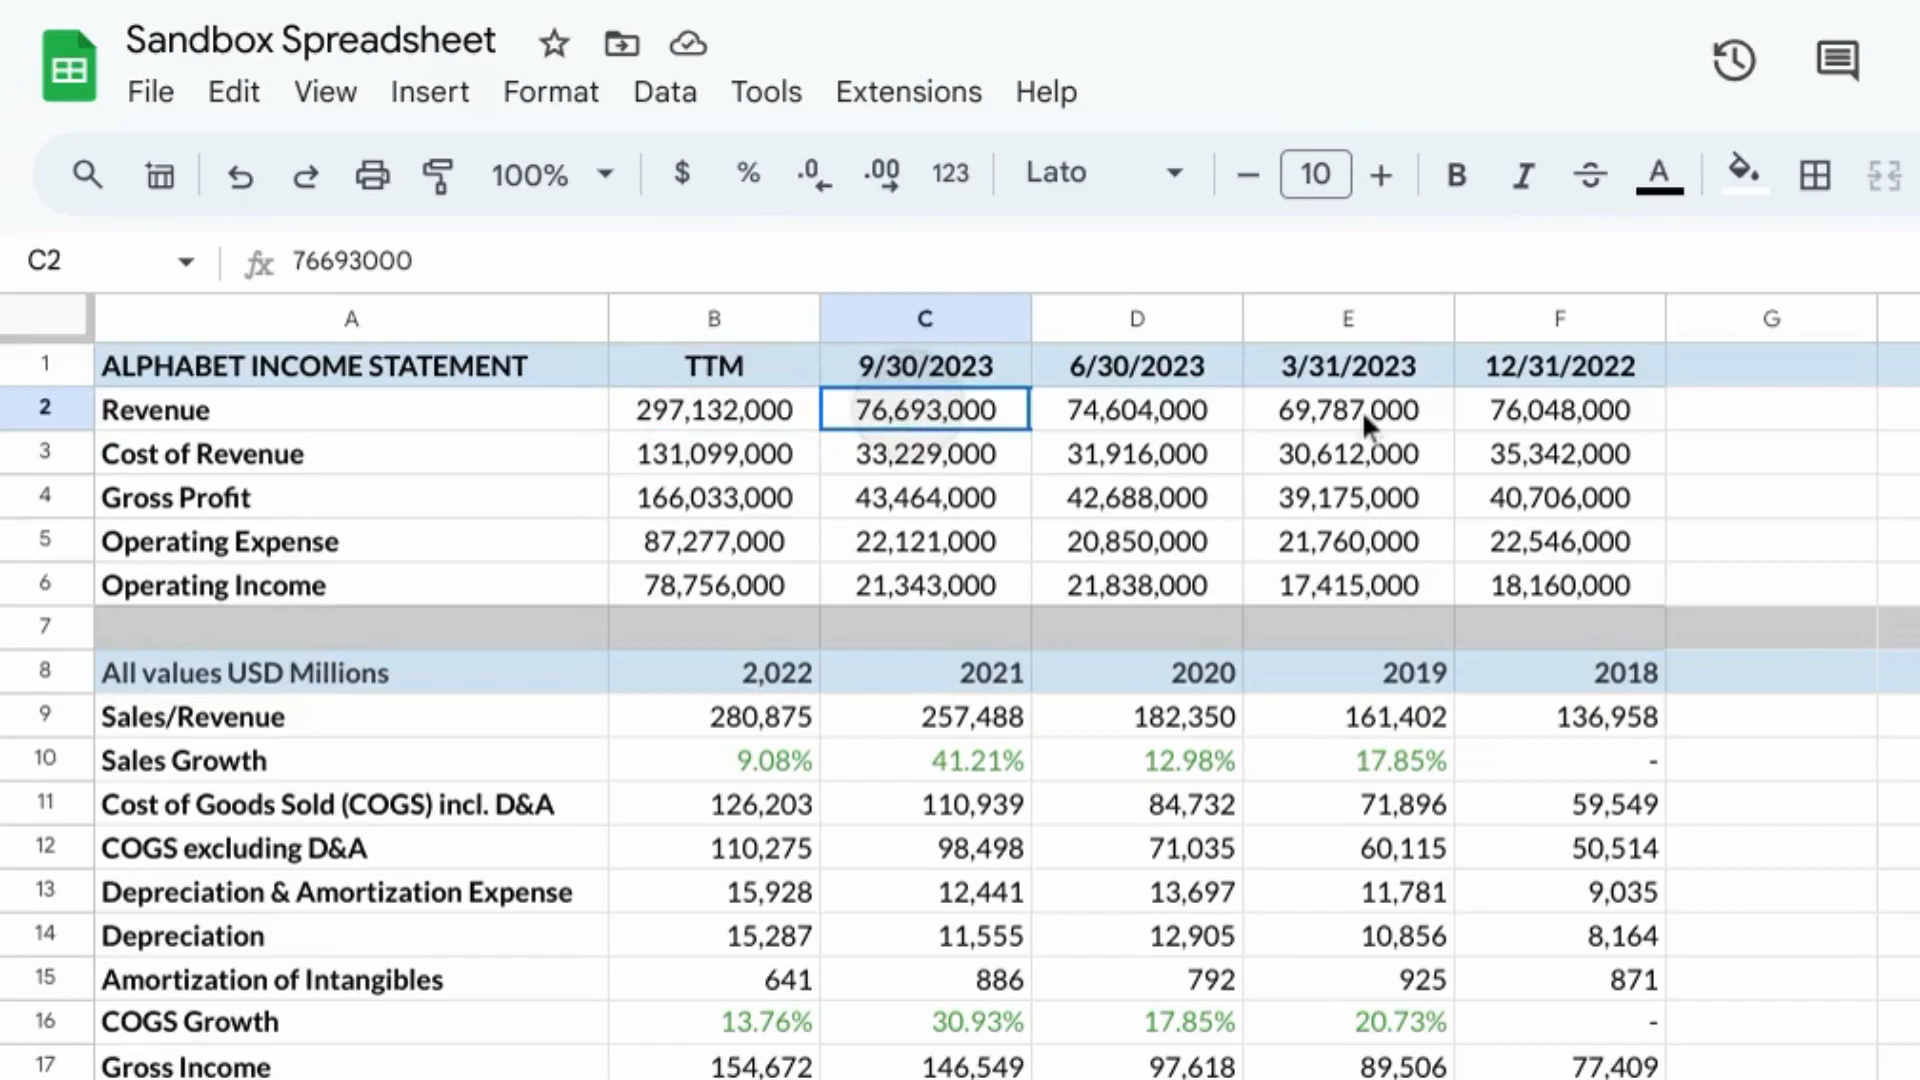 Sandbox Spreadsheet
File Edit View Insert Format Data Tools Extensions Help
100% $ % .0 .00 123 Lato 10 B I S A
C2 fx 76693000
A B C D E F G
1 ALPHABET INCOME STATEMENT TTM 9/30/2023 6/30/2023 3/31/2023 12/31/2022
2 Revenue 297,132,000 76,693,000 74,604,000 69,787,000 76,048,000
3 Cost of Revenue 131,099,000 33,229,000 31,916,000 30,612,000 35,342,000
4 Gross Profit 166,033,000 43,464,000 42,688,000 39,175,000 40,706,000
5 Operating Expense 87,277,000 22,121,000 20,850,000 21,760,000 22,546,000
6 Operating Income 78,756,000 21,343,000 21,838,000 17,415,000 18,160,000
7
8 All values USD Millions 2,022 2021 2020 2019 2018
9 Sales/Revenue 280,875 257,488 182,350 161,402 136,958
10 Sales Growth 9.08% 41.21% 12.98% 17.85% -
11 Cost of Goods Sold (COGS) incl. D&A 126,203 110,939 84,732 71,896 59,549
12 COGS excluding D&A 110,275 98,498 71,035 60,115 50,514
13 Depreciation & Amortization Expense 15,928 12,441 13,697 11,781 9,035
14 Depreciation 15,287 11,555 12,905 10,856 8,164
15 Amortization of Intangibles 641 886 792 925 871
16 COGS Growth 13.76% 30.93% 17.85% 20.73% -
17 Gross Income 154,672 146,549 97,618 89,506 77,409